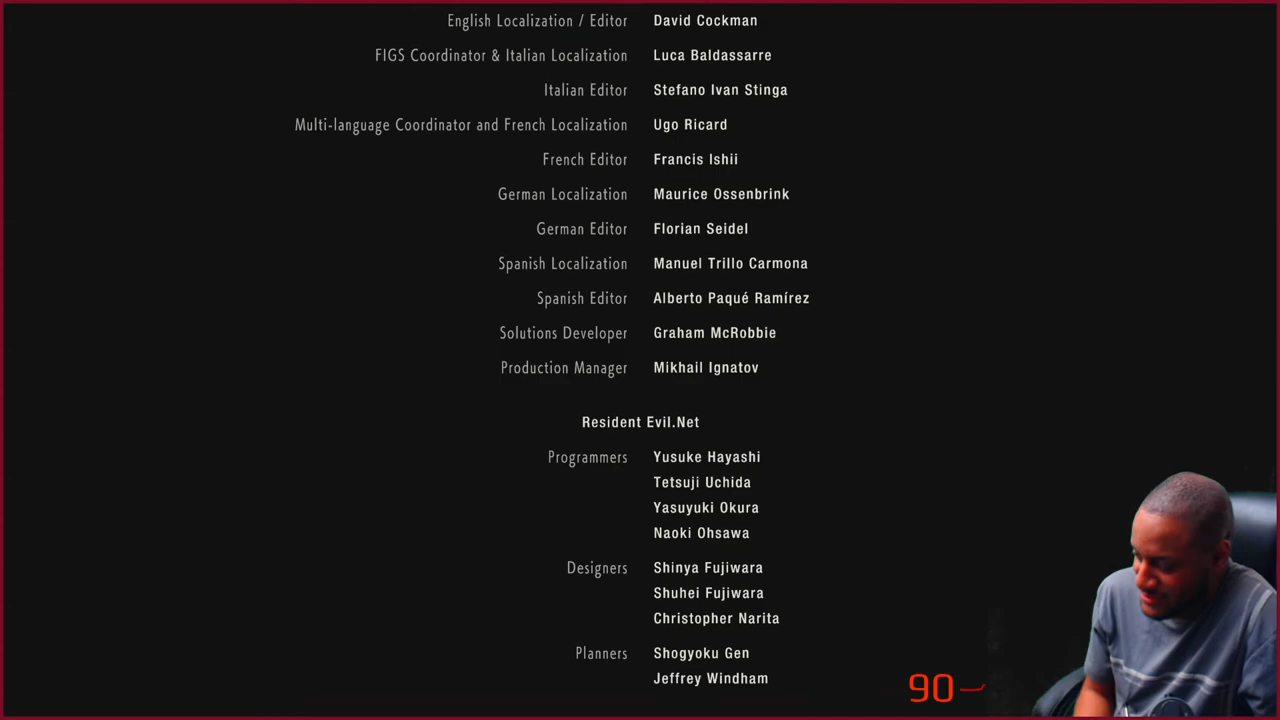 English Localization / Editor David Cockman
FIGS Coordinator & Italian Localization Luca Baldassarre
Italian Editor Stefano Ivan Stinga
Multi-language Coordinator and French Localization Ugo Ricard
French Editor Francis Ishii
German Localization Maurice Ossenbrink
German Editor Florian Seidel
Spanish Localization Manuel Trillo Carmona
Spanish Editor Alberto Paqué Ramírez
Solutions Developer Graham McRobbie
Production Manager Mikhail Ignatov
Resident Evil.Net
Programmers Yusuke Hayashi
Tetsuji Uchida
Yasuyuki Okura
Naoki Ohsawa
Designers Shinya Fujiwara
Shuhei Fujiwara
Christopher Narita
Planners Shogyoku Gen
Jeffrey Windham
90